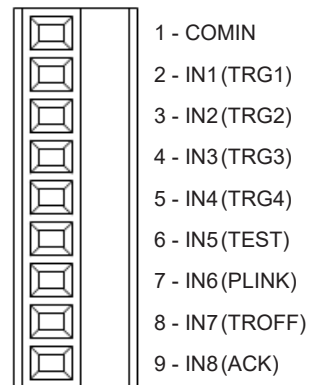 1 - COMIN
2 - IN1(TRG1)
3 - IN2(TRG2)
4 - IN3(TRG3)
5 - IN4(TRG4)
6 - IN5(TEST)
7 - IN6(PLINK)
8 - IN7(TROFF)
9 - IN8(ACK)